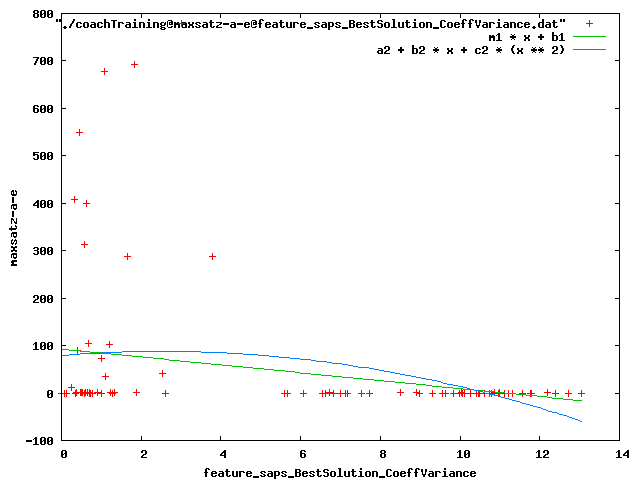 "./coachTraining@maxsatz-a-e@feature_saps_BestSolution_CoeffVariance.dat"
m1 * x + b1
a2 + b2 * x + c2 * (x ** 2)
800
700
600
500
400
300
200
100
0
-100
maxsatz-a-e
0 2 4 6 8 10 12 14
feature_saps_BestSolution_CoeffVariance